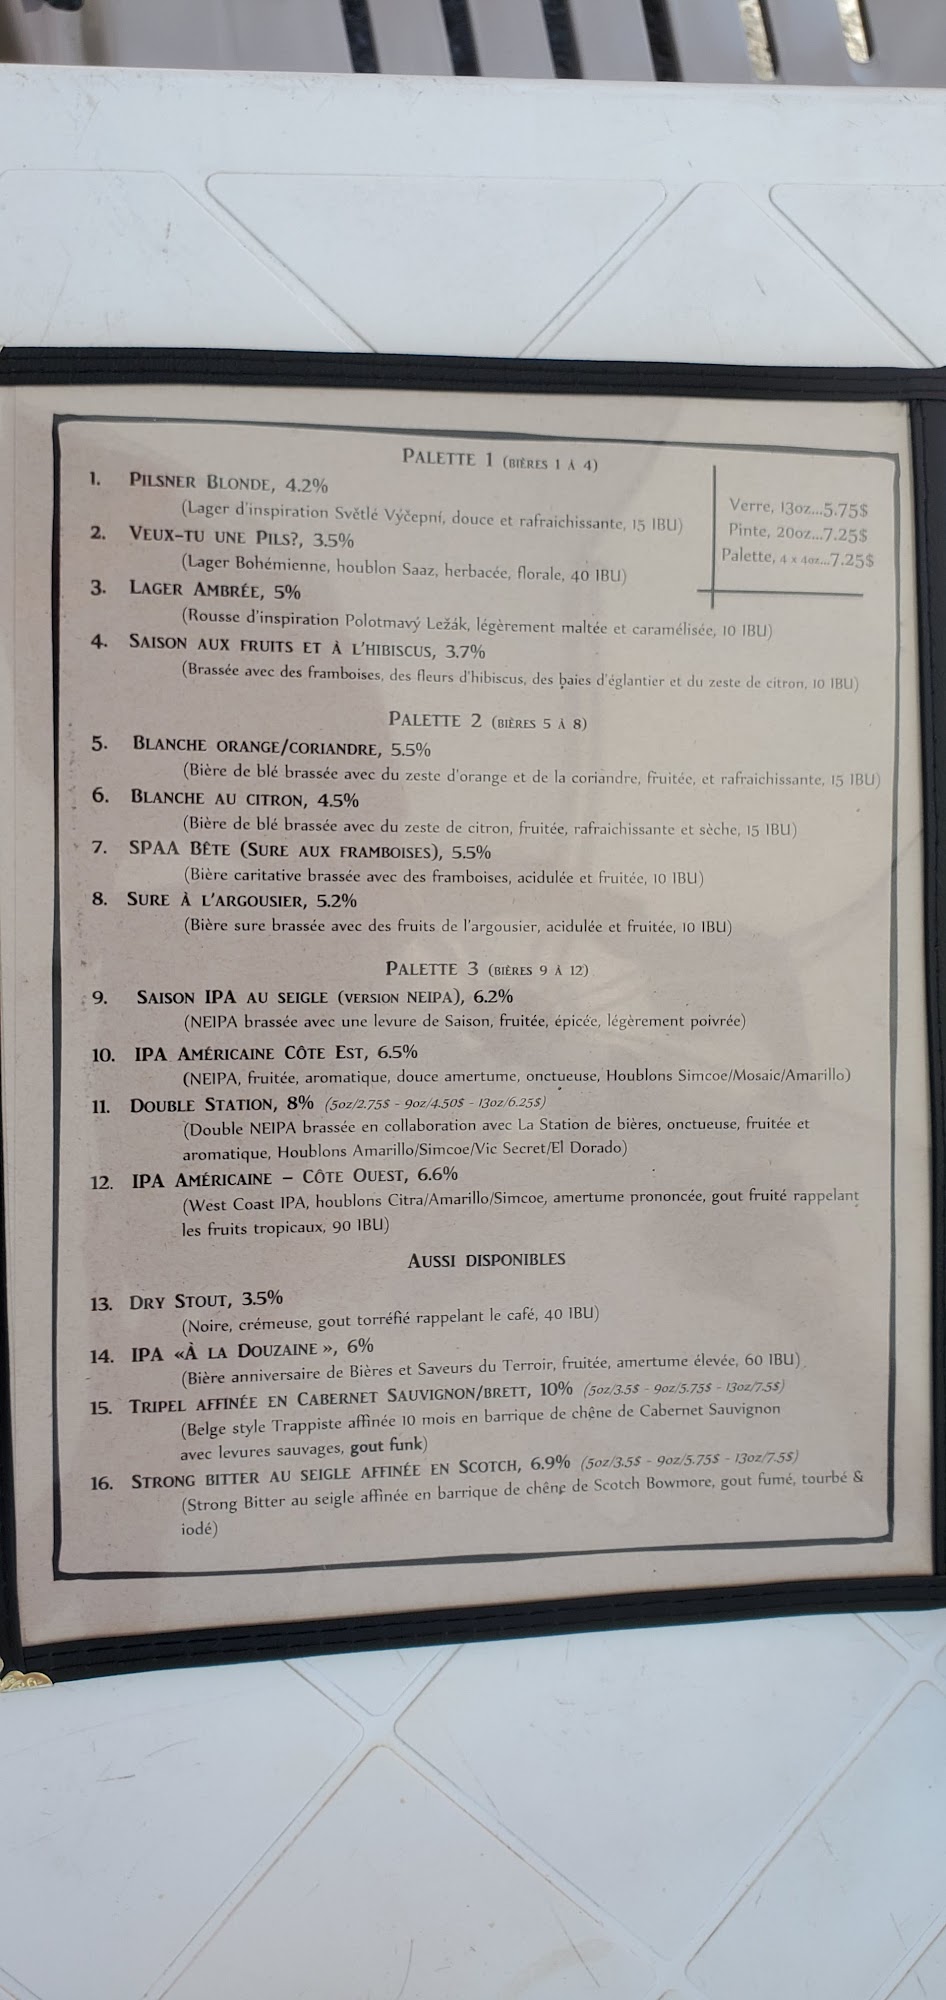 PALETTE 1 (BIÈRES 1 À 4)
1. PILSNER BLONDE, 4.2%
(Lager d'inspiration Světlé Výčepní, douce et rafraichissante, 15 IBU)
Verre, 13oz...5.75$
Pinte, 20oz...7.25$
Palette, 4 x 4oz...7.25$
2. VEUX-TU UNE PILS?, 3.5%
(Lager Bohémienne, houblon Saaz, herbacée, florale, 40 IBU)
3. LAGER AMBRÉE, 5%
(Rousse d'inspiration Polotmavý Ležák, légèrement maltée et caramélisée, 10 IBU)
4. SAISON AUX FRUITS ET À L'HIBISCUS, 3.7%
(Brassée avec des framboises, des fleurs d'hibiscus, des baies d'églantier et du zeste de citron, 10 IBU)
PALETTE 2 (BIÈRES 5 À 8)
5. BLANCHE ORANGE/CORIANDRE, 5.5%
(Bière de blé brassée avec du zeste d'orange et de la coriandre, fruitée, et rafraichissante, 15 IBU)
6. BLANCHE AU CITRON, 4.5%
(Bière de blé brassée avec du zeste de citron, fruitée, rafraichissante et sèche, 15 IBU)
7. SPAA BÊTE (SURE AUX FRAMBOISES), 5.5%
(Bière caritative brassée avec des framboises, acidulée et fruitée, 10 IBU)
8. SURE À L'ARGOUSIER, 5.2%
(Bière sure brassée avec des fruits de l'argousier, acidulée et fruitée, 10 IBU)
PALETTE 3 (BIÈRES 9 À 12)
9. SAISON IPA AU SEIGLE (VERSION NEIPA), 6.2%
(NEIPA brassée avec une levure de Saison, fruitée, épicée, légèrement poivrée)
10. IPA AMÉRICAINE CÔTE EST, 6.5%
(NEIPA, fruitée, aromatique, douce amertume, onctueuse, Houblons Simcoe/Mosaic/Amarillo)
11. DOUBLE STATION, 8% (5oz/2.75$ - 9oz/4.50$ - 13oz/6.25$)
(Double NEIPA brassée en collaboration avec La Station de bières, onctueuse, fruitée et
aromatique, Houblons Amarillo/Simcoe/Vic Secret/El Dorado)
12. IPA AMÉRICAINE – CÔTE OUEST, 6.6%
(West Coast IPA, houblons Citra/Amarillo/Simcoe, amertume prononcée, gout fruité rappelant
les fruits tropicaux, 90 IBU)
AUSSI DISPONIBLES
13. DRY STOUT, 3.5%
(Noire, crémeuse, gout torréfié rappelant le café, 40 IBU)
14. IPA «À LA DOUZAINE », 6%
(Bière anniversaire de Bières et Saveurs du Terroir, fruitée, amertume élevée, 60 IBU)
15. TRIPEL AFFINÉE EN CABERNET SAUVIGNON/BRETT, 10% (5oz/3.5$ - 9oz/5.75$ - 13oz/7.5$)
(Belge style Trappiste affinée 10 mois en barrique de chêne de Cabernet Sauvignon
avec levures sauvages, gout funk)
16. STRONG BITTER AU SEIGLE AFFINÉE EN SCOTCH, 6.9% (5oz/3.5$ - 9oz/5.75$ - 13oz/7.5$)
(Strong Bitter au seigle affinée en barrique de chêne de Scotch Bowmore, gout fumé, tourbé &
iodé)